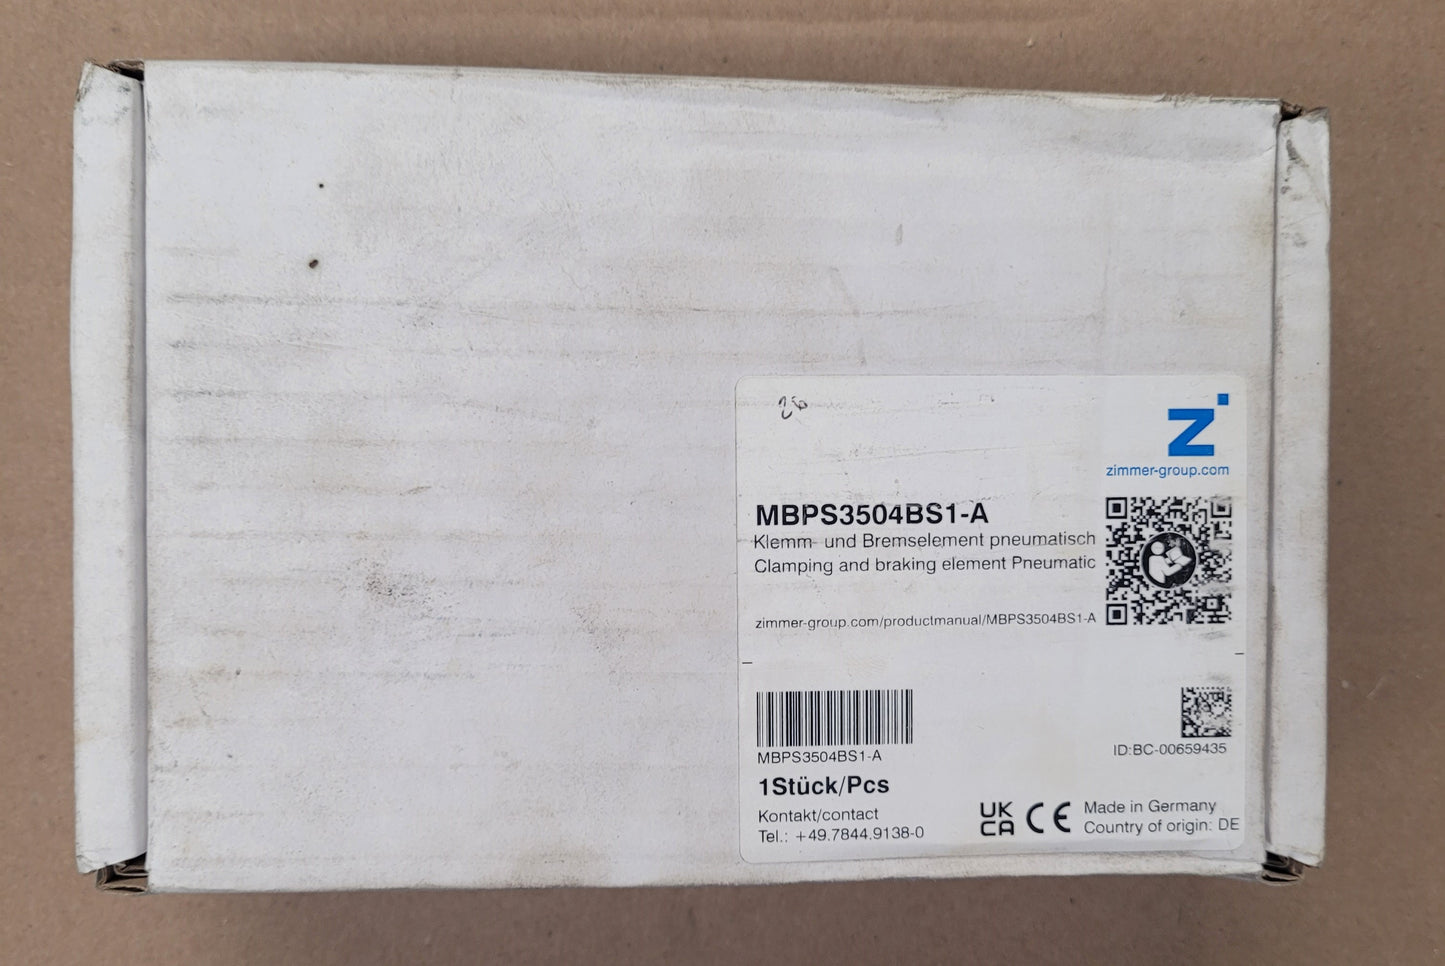 26
Z
zimmer-group.com
MBPS3504BS1-A
Klemm- und Bremselement pneumatisch
Clamping and braking element Pneumatic
zimmer-group.com/productmanual/MBPS3504BS1-A
MBPS3504BS1-A
ID:BC-00659435
1Stück/Pcs
Kontakt/contact
Tel.: +49.7844.9138-0
UK
CA
CE
Made in Germany
Country of origin: DE